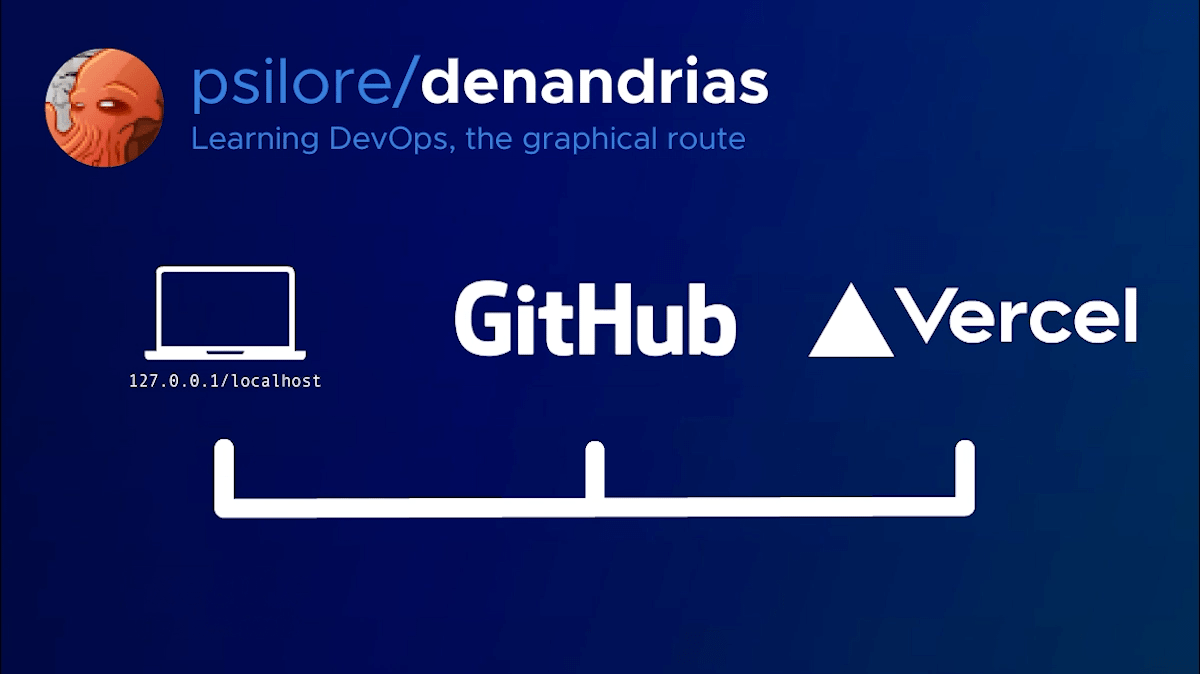 psilore/denandrias
Learning DevOps, the graphical route
GitHub
Vercel
127.0.0.1/localhost